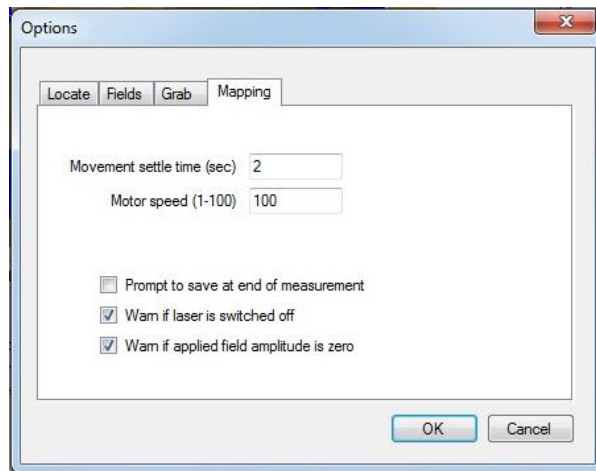 Options
Locate Fields Grab Mapping
Movement settle time (sec) 2
Motor speed (1-100) 100
Prompt to save at end of measurement
Warn if laser is switched off
Warn if applied field amplitude is zero
OK Cancel